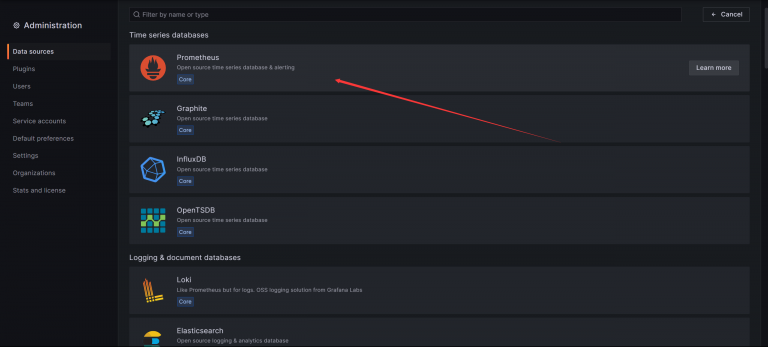 Administration
Data sources
Plugins
Users
Teams
Service accounts
Default preferences
Settings
Organizations
Stats and license
Filter by name or type
Cancel
Time series databases
Prometheus
Open source time series database & alerting
Core
Learn more
Graphite
Open source time series database
Core
InfluxDB
Open source time series database
Core
OpenTSDB
Open source time series database
Core
Logging & document databases
Loki
Like Prometheus but for logs. OSS logging solution from Grafana Labs
Core
Elasticsearch
Open source logging & analytics database
Core